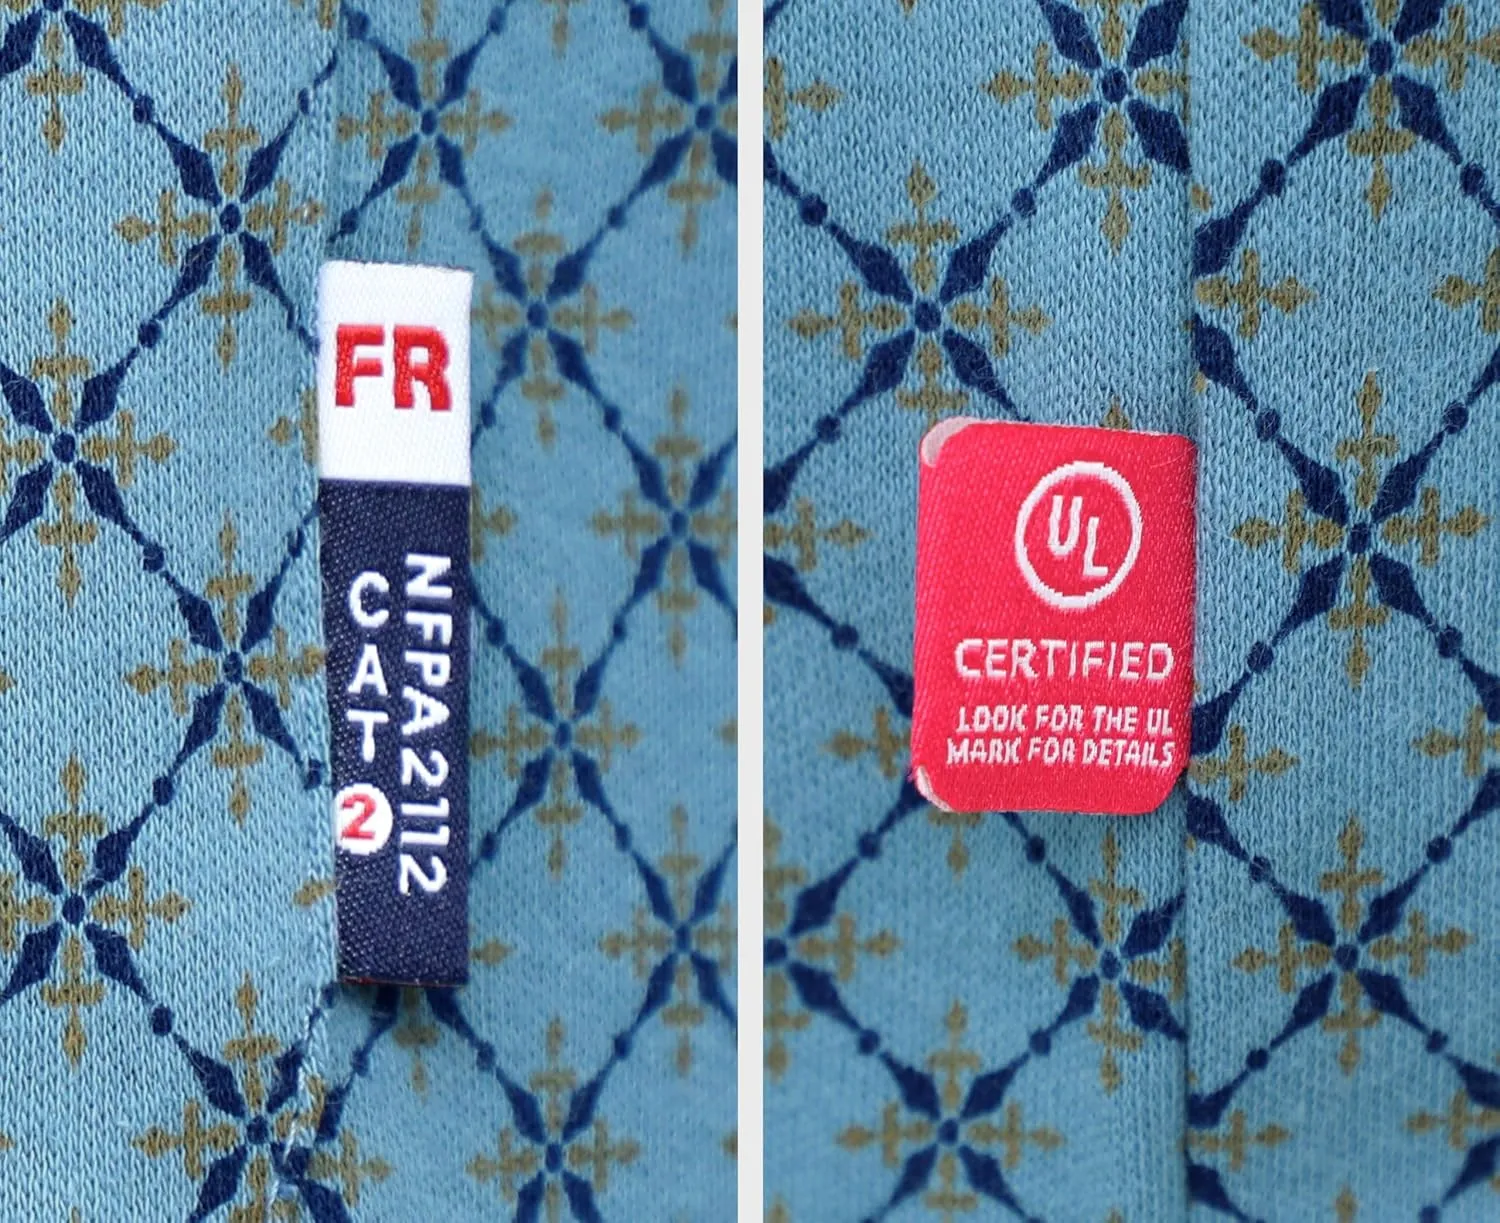 FR
NFPA2112
CAT 2
UL
CERTIFIED
LOOK FOR THE UL
MARK FOR DETAILS